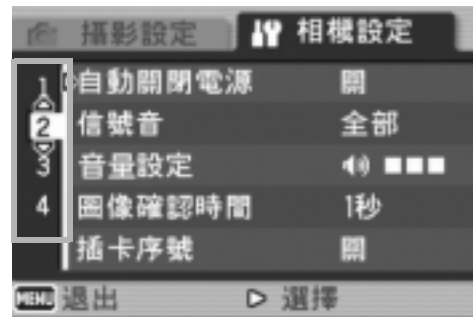 攝影設定 相機設定
1 自動關閉電源 開
2 信號音 全部
3 音量設定
4 圖像確認時間 1秒
插卡序號 開
MENU 退出 選擇